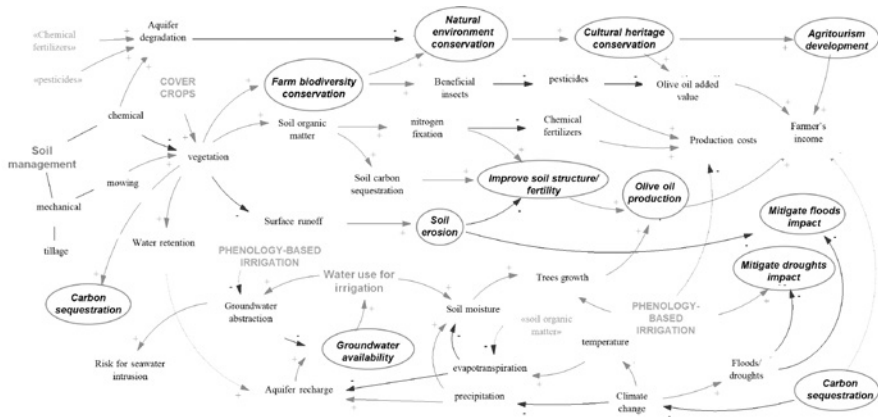 «Chemical
fertilizers»
«pesticides»
Aquifer
degradation
Natural
environment
conservation
Cultural heritage
conservation
Agritourism
development
COVER
CROPS
Farm biodiversity
conservation
Beneficial
insects
pesticides
Olive oil added
value
chemical
Soil organic
matter
nitrogen
fixation
Chemical
fertilizers
Production costs
Farmer's
income
Soil
management
vegetation
mowing
Soil carbon
sequestration
Improve soil structure/
fertility
Olive oil
production
mechanical
tillage
Water retention
Surface runoff
Soil
erosion
Mitigate floods
impact
PHENOLOGY-BASED
IRRIGATION
Water use for
irrigation
Trees growth
Mitigate droughts
impact
Carbon
sequestration
Groundwater
abstraction
Soil moisture
«soil organic
matter»
PHENOLOGY-
BASED
IRRIGATION
temperature
Groundwater
availability
Risk for seawater
intrusion
evapotranspiration
Floods/
droughts
Aquifer recharge
precipitation
Climate
change
Carbon
sequestration